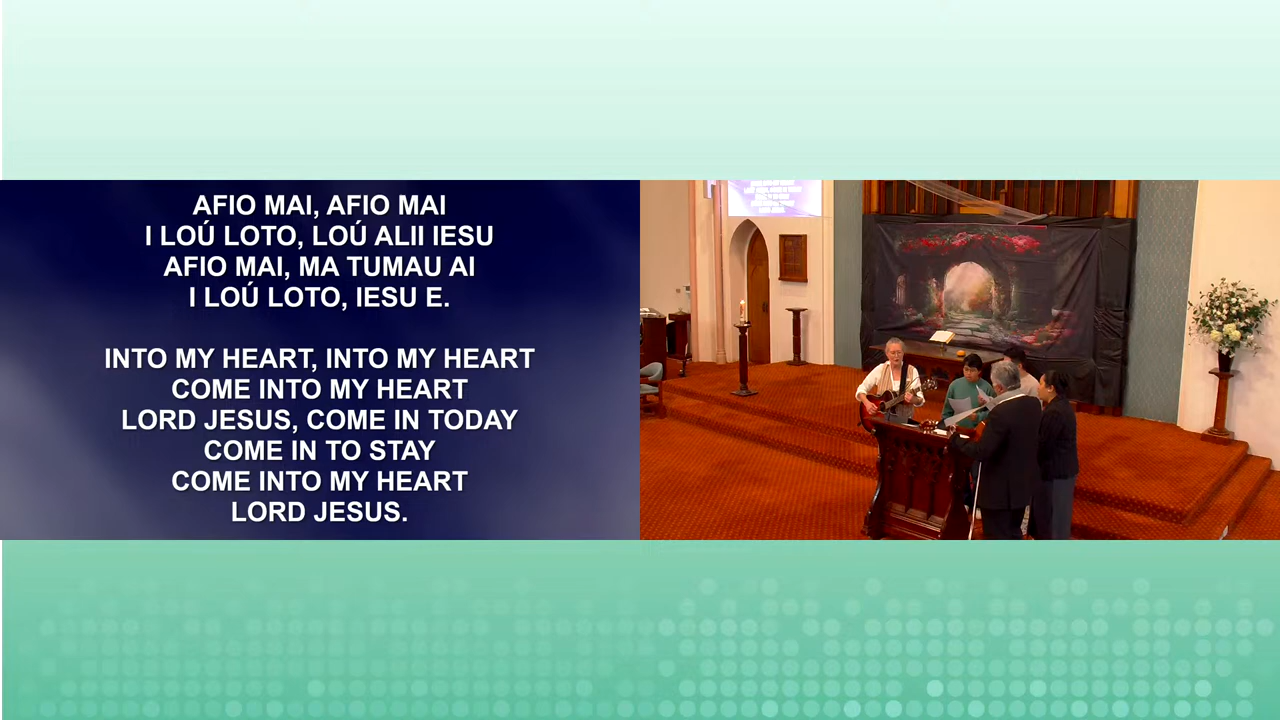 AFIO MAI, AFIO MAI
I LOÚ LOTO, LOÚ ALII IESU
AFIO MAI, MA TUMAU AI
I LOÚ LOTO, IESU E.
INTO MY HEART, INTO MY HEART
COME INTO MY HEART
LORD JESUS, COME IN TODAY
COME IN TO STAY
COME INTO MY HEART
LORD JESUS.